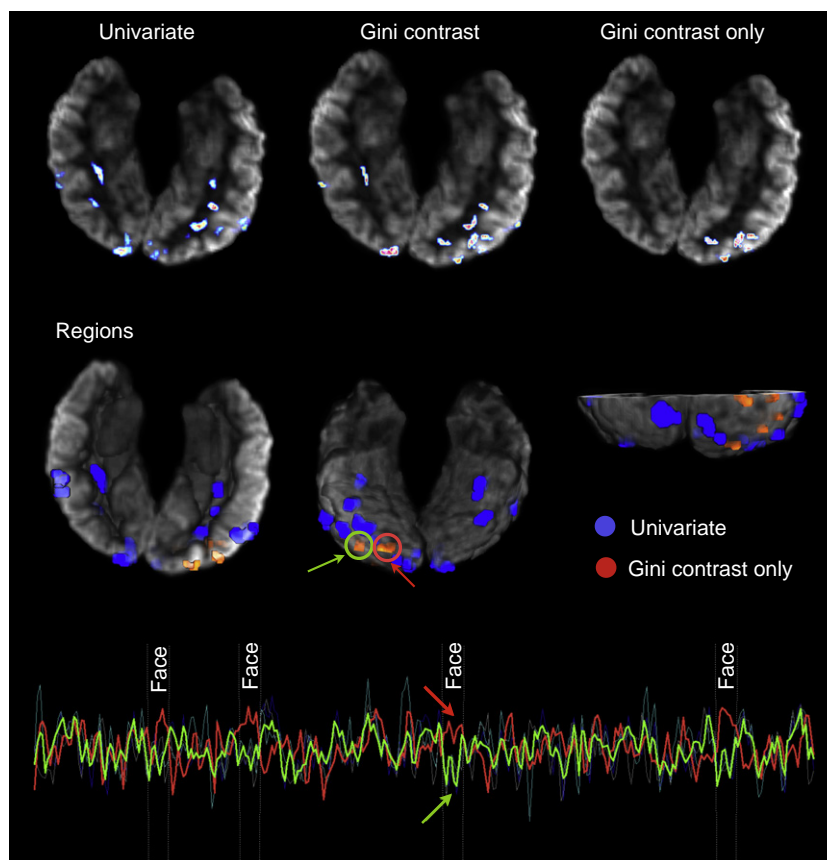 Univariate
Gini contrast
Gini contrast only
Regions
Univariate
Gini contrast only
Face
Face
Face
Face